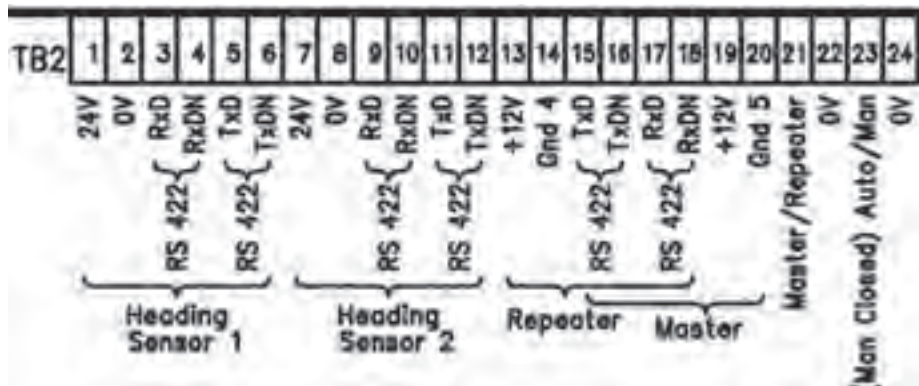 TB2 1 2 3 4 5 6 7 8 9 10 11 12 13 14 15 16 17 18 19 20 21 22 23 24
24V
0V
RxD
RxDN
TxD
TxDN
24V
0V
RxD
RxDN
TxD
TxDN
+12V
Gnd 4
TxD
TxDN
RxD
RxDN
+12V
Gnd 5
Master/Repeater
0V
(Man Closed) Auto/Man
0V
RS 422
RS 422
RS 422
RS 422
RS 422
RS 422
Heading
Sensor 1
Heading
Sensor 2
Repeater
Master